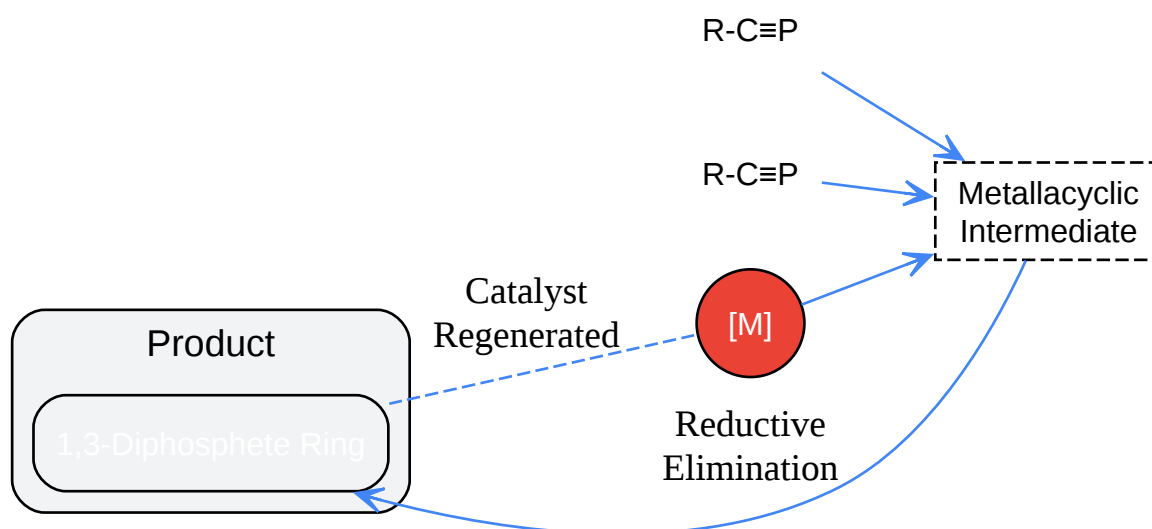 R-C≡P
R-C≡P
Metallacyclic
Intermediate
Catalyst
Regenerated
[M]
Product
1,3-Diphosphete Ring
Reductive
Elimination